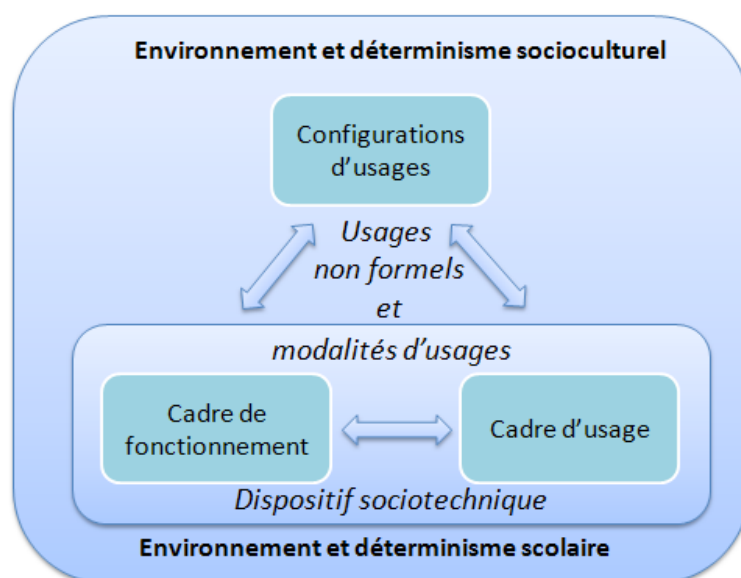 Environnement et déterminisme socioculturel
Configurations
d’usages
Usages
non formels
et
modalités d’usages
Cadre de
fonctionnement
Cadre d’usage
Dispositif sociotechnique
Environnement et déterminisme scolaire